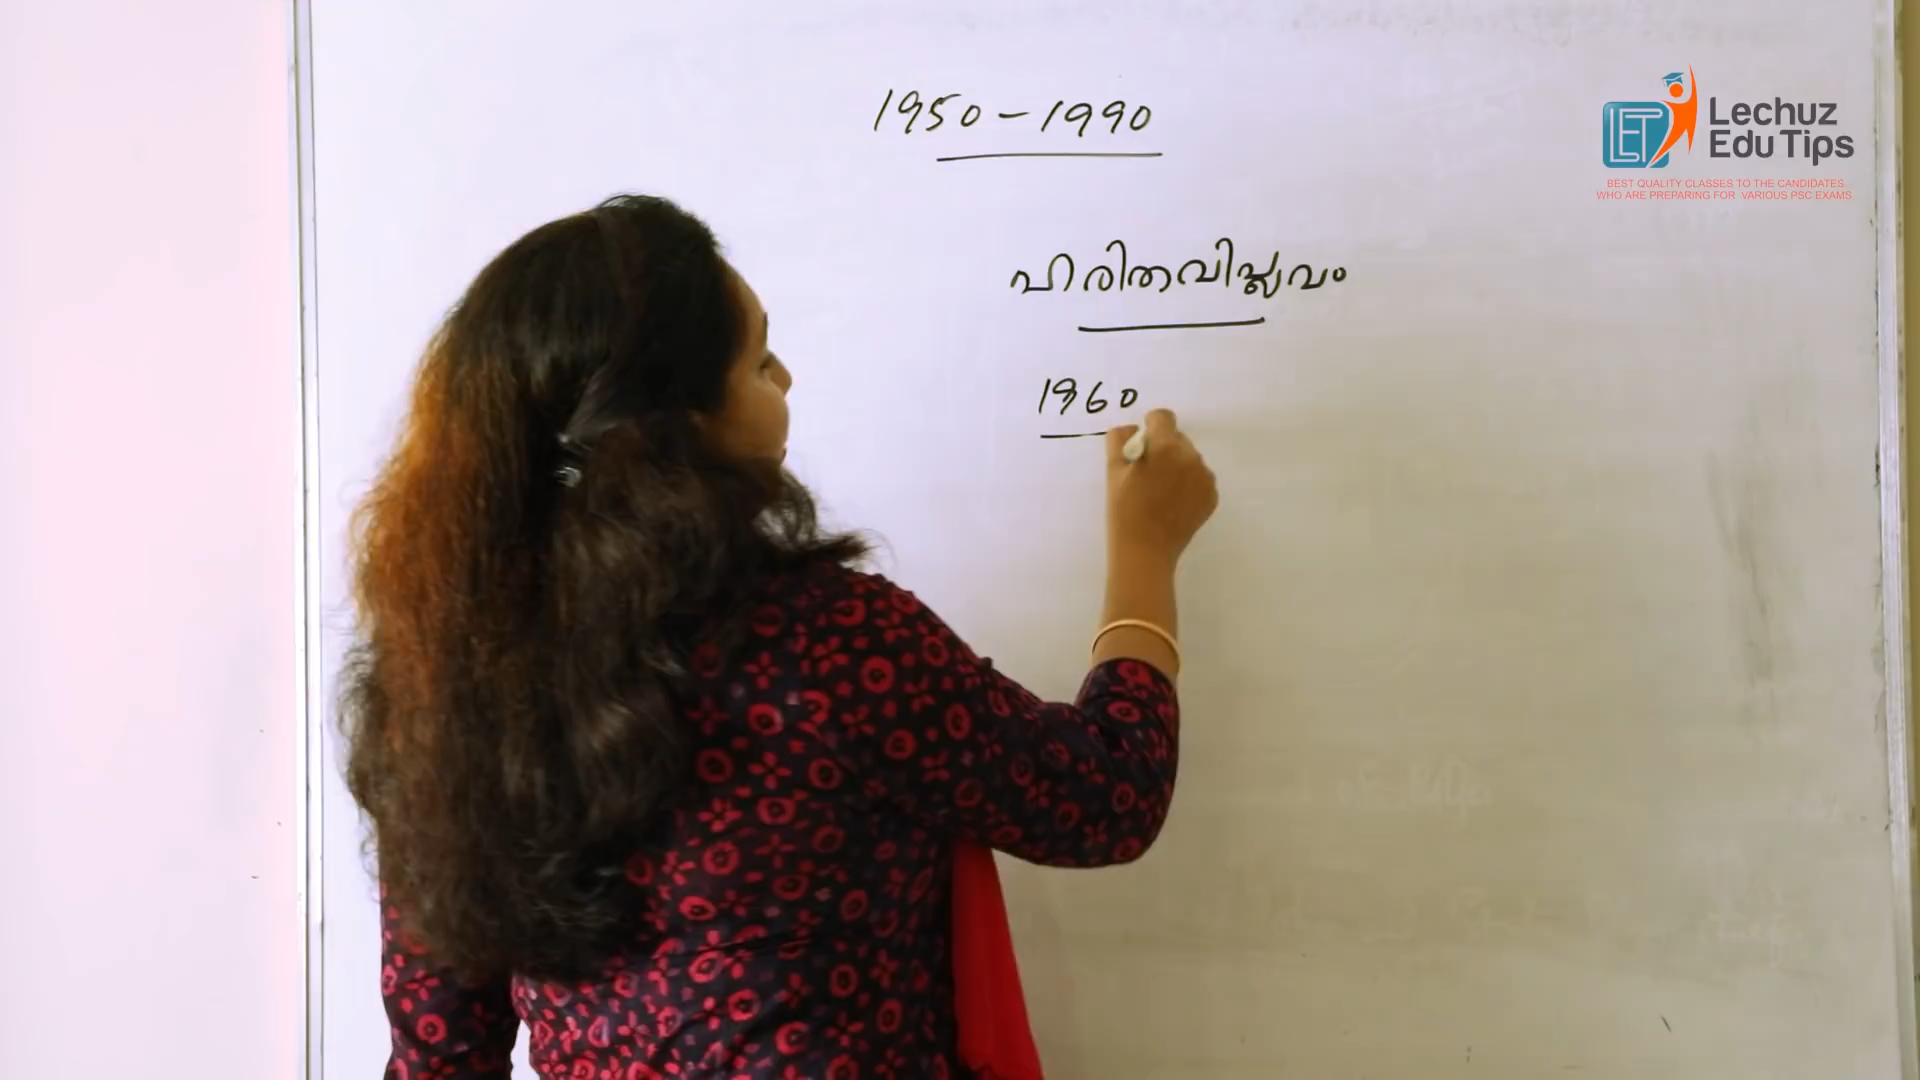 1950-1990
ഹരിതവിപ്ലവം
1960
LET
Lechuz
Edu Tips
BEST QUALITY CLASSES TO THE CANDIDATES
WHO ARE PREPARING FOR VARIOUS PSC EXAMS